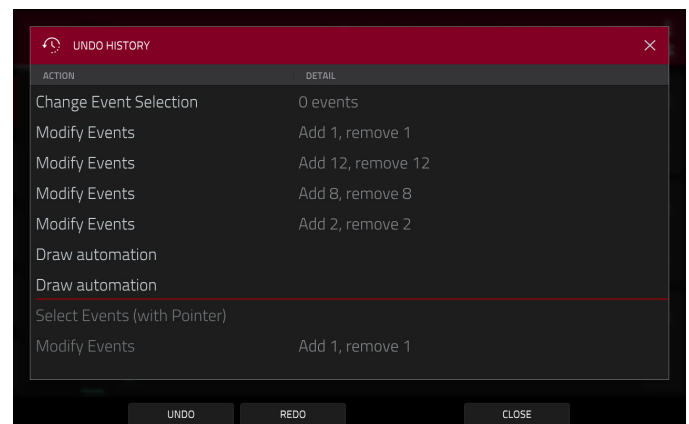 UNDO HISTORY
ACTION DETAIL
Change Event Selection 0 events
Modify Events Add 1, remove 1
Modify Events Add 12, remove 12
Modify Events Add 8, remove 8
Modify Events Add 2, remove 2
Draw automation
Draw automation
Select Events (with Pointer)
Modify Events Add 1, remove 1
UNDO REDO CLOSE